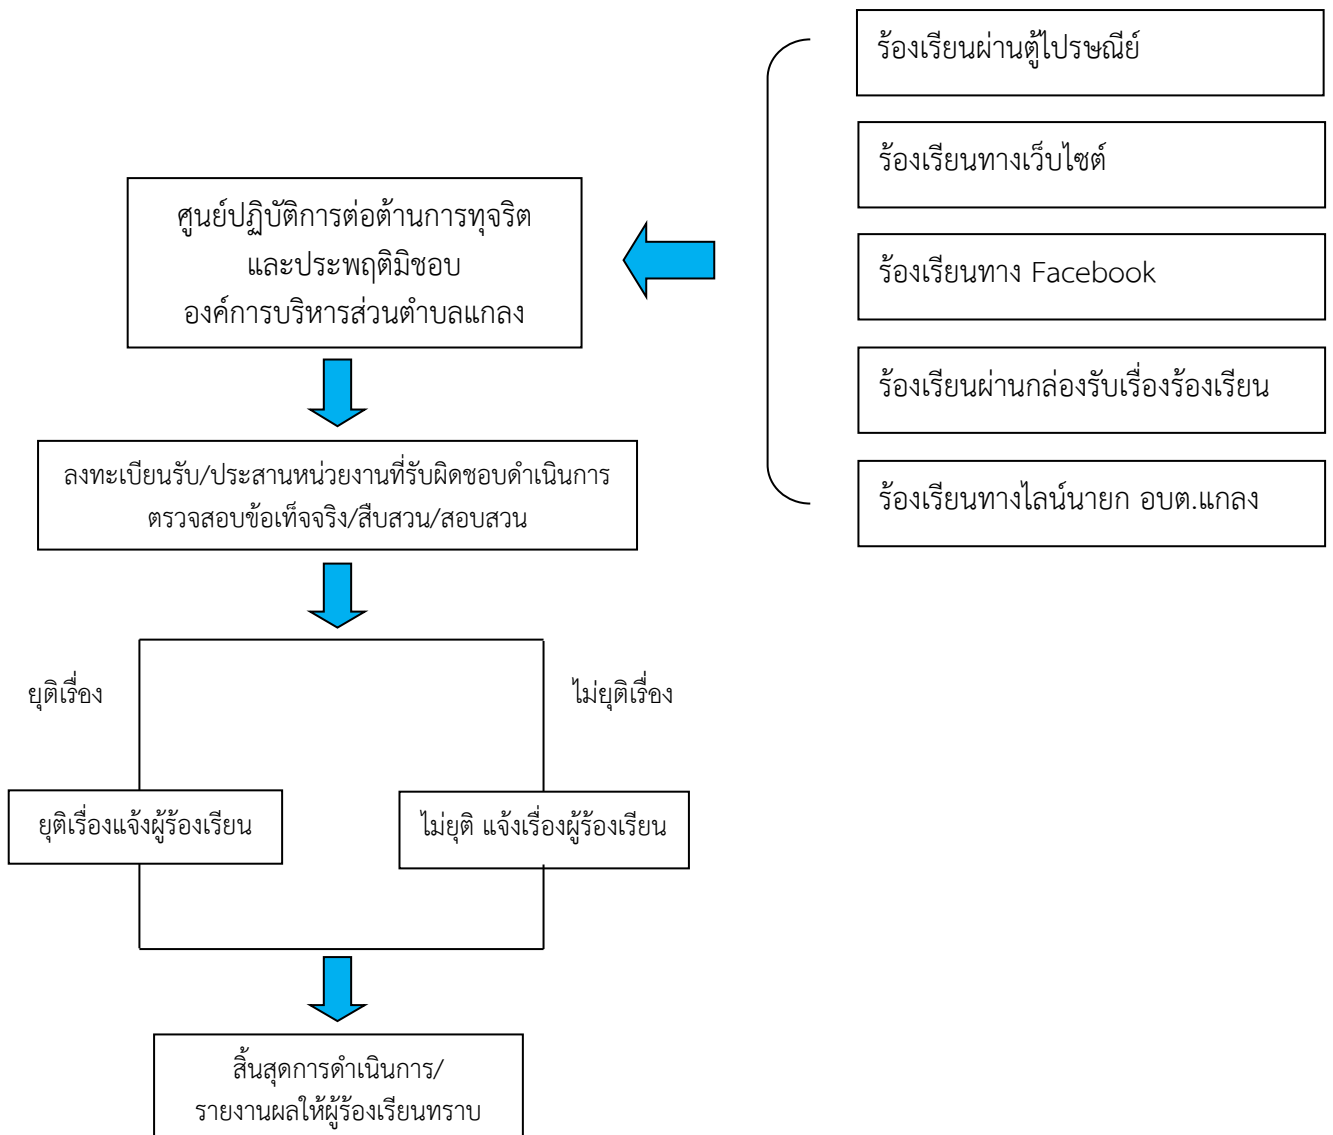 ร้องเรียนผ่านตู้ไปรษณีย์
ร้องเรียนทางเว็บไซต์
ร้องเรียนทาง Facebook
ร้องเรียนผ่านกล่องรับเรื่องร้องเรียน
ร้องเรียนทางไลน์นายก อบต.แกลง
ศูนย์ปฏิบัติการต่อต้านการทุจริต
และประพฤติมิชอบ
องค์การบริหารส่วนตำบลแกลง
ลงทะเบียนรับ/ประสานหน่วยงานที่รับผิดชอบดำเนินการ
ตรวจสอบข้อเท็จจริง/สืบสวน/สอบสวน
ยุติเรื่อง
ไม่ยุติเรื่อง
ยุติเรื่องแจ้งผู้ร้องเรียน
ไม่ยุติ แจ้งเรื่องผู้ร้องเรียน
สิ้นสุดการดำเนินการ/
รายงานผลให้ผู้ร้องเรียนทราบ